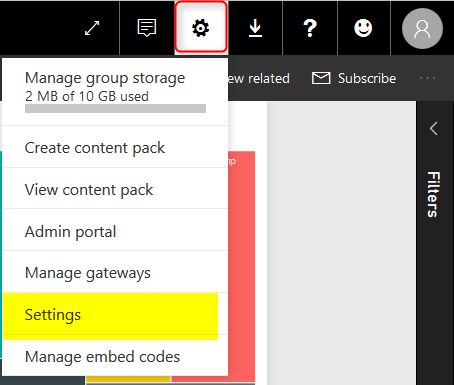 ?
Manage group storage
2 MB of 10 GB used
ew related
Subscribe
...
Create content pack
View content pack
Admin portal
Manage gateways
Settings
Manage embed codes
Filters